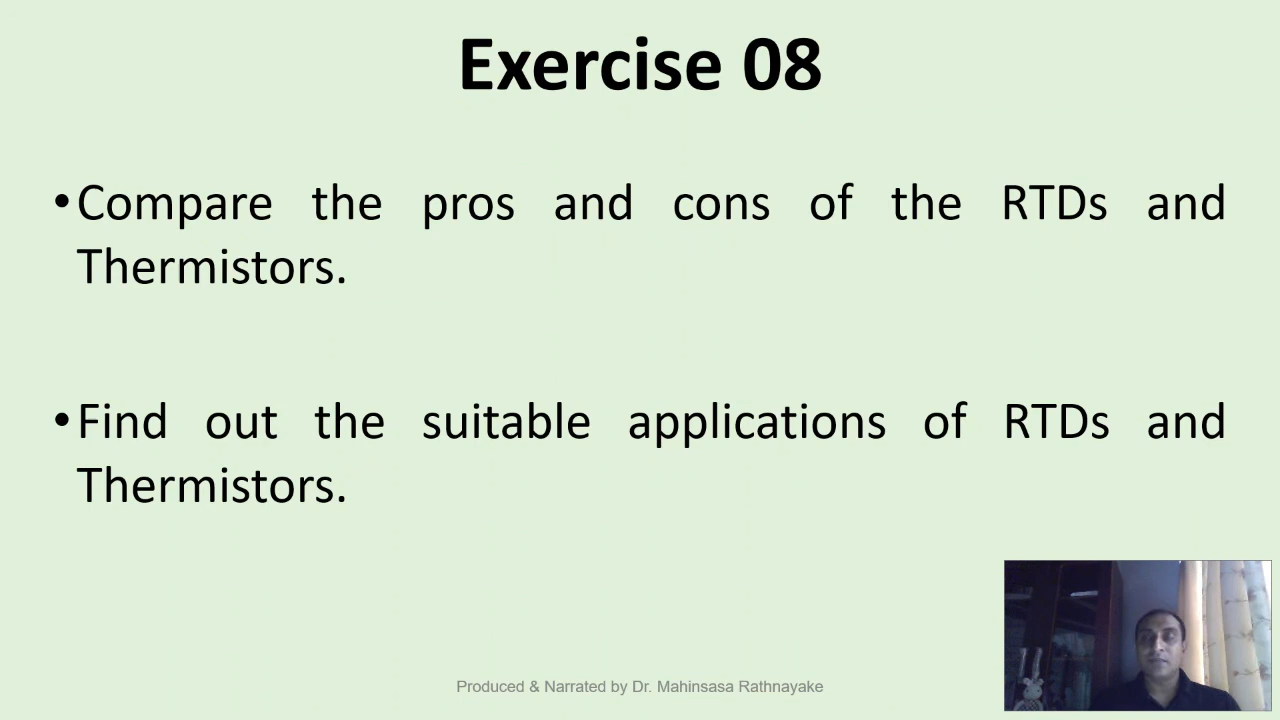 Exercise 08
•Compare the pros and cons of the RTDs and
Thermistors.
•Find out the suitable applications of RTDs and
Thermistors.
Produced & Narrated by Dr. Mahinsasa Rathnayake